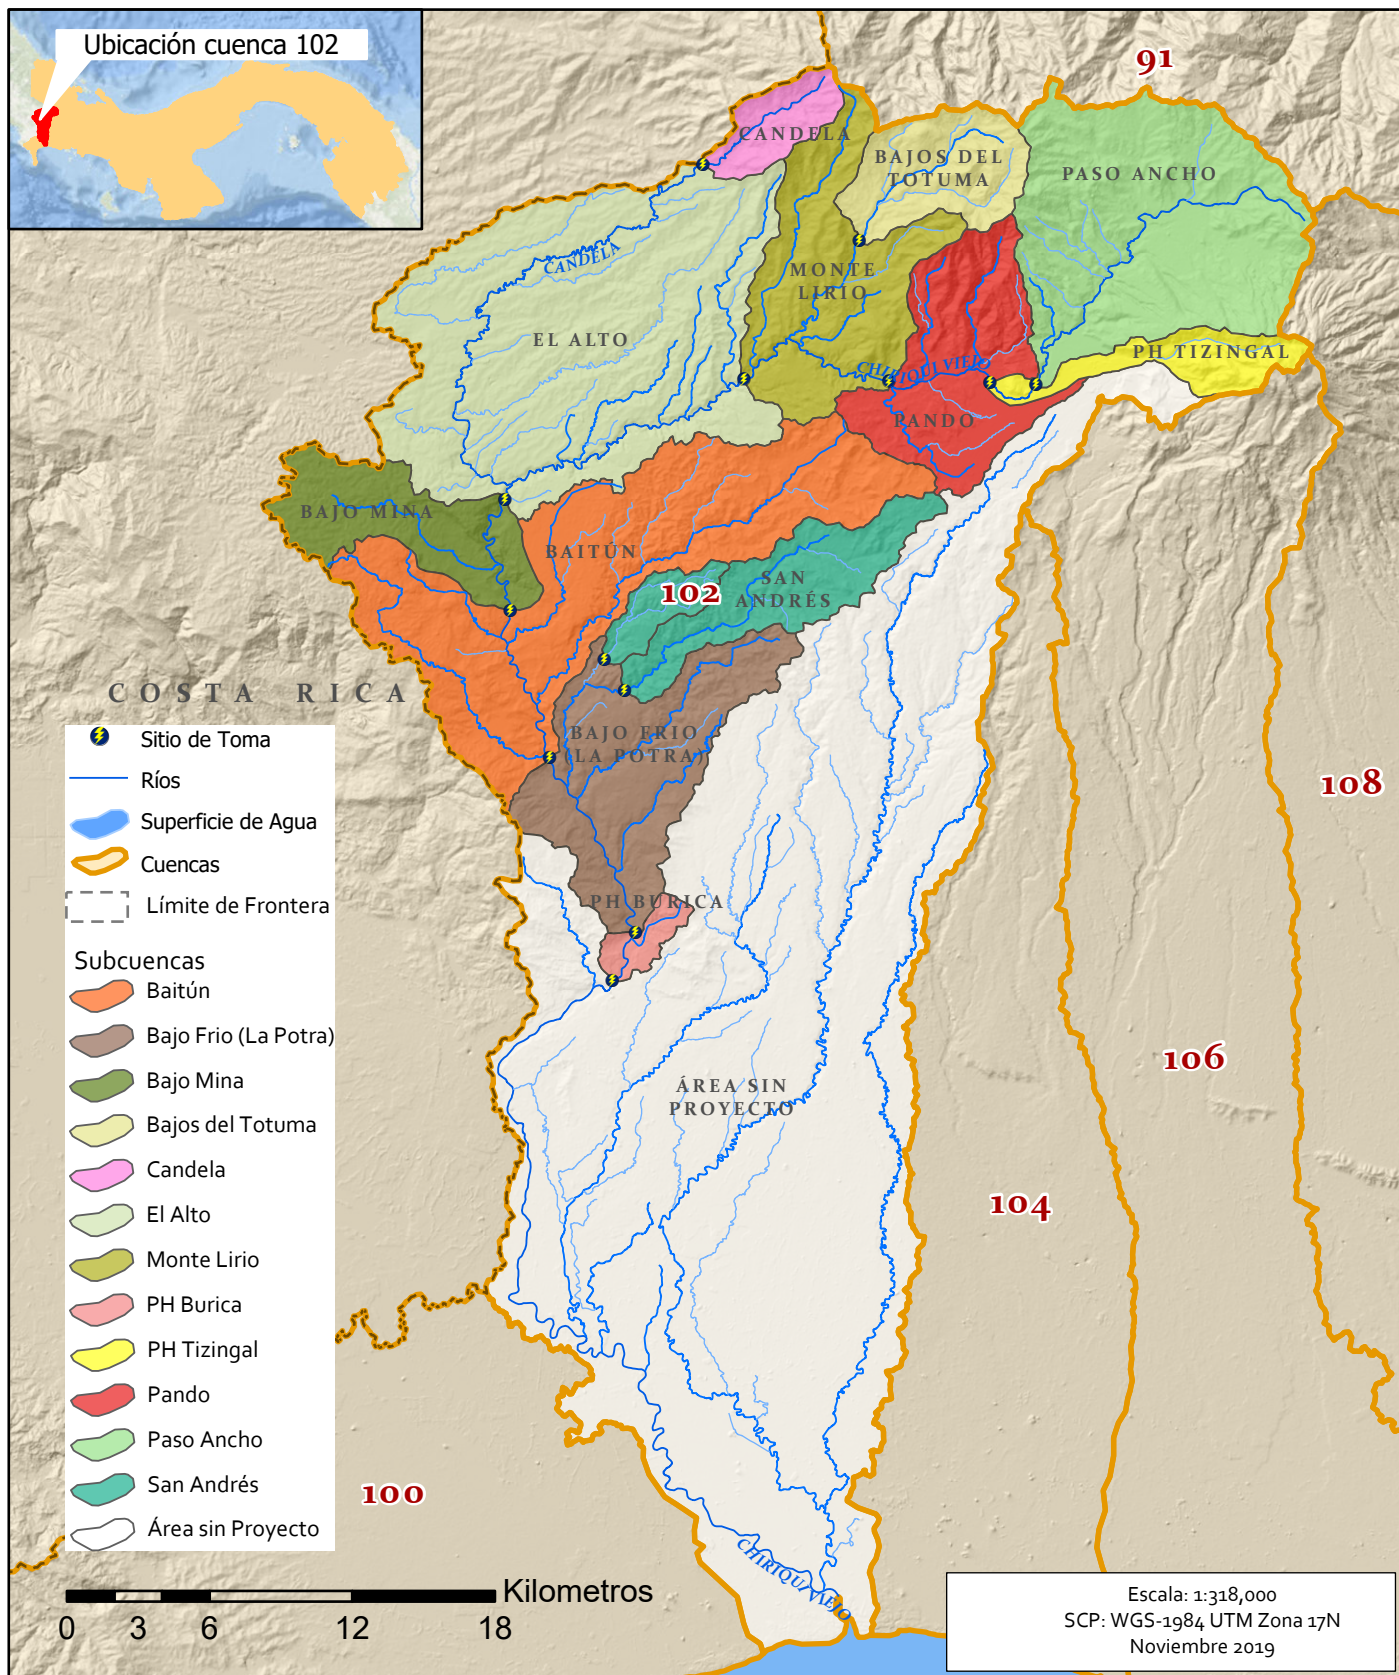 Ubicación cuenca 102
91
CANDELA
BAJOS DEL
TOTUMA
PASO ANCHO
CANDELA
MONTE
LIRIO
EL ALTO
CHIRIQUI VIEJO
PH TIZINGAL
PANDO
BAJO MINA
BAITÚN
102
SAN
ANDRÉS
COSTA RICA
BAJO FRIO
(LA POTRA)
108
PH BURICA
ÁREA SIN
PROYECTO
106
104
100
CHIRIQUI VIEJO
Sitio de Toma
Ríos
Superficie de Agua
Cuencas
Límite de Frontera
Subcuencas
Baitún
Bajo Frio (La Potra)
Bajo Mina
Bajos del Totuma
Candela
El Alto
Monte Lirio
PH Burica
PH Tizingal
Pando
Paso Ancho
San Andrés
Área sin Proyecto
Kilometros
0 3 6 12 18
Escala: 1:318,000
SCP: WGS-1984 UTM Zona 17N
Noviembre 2019